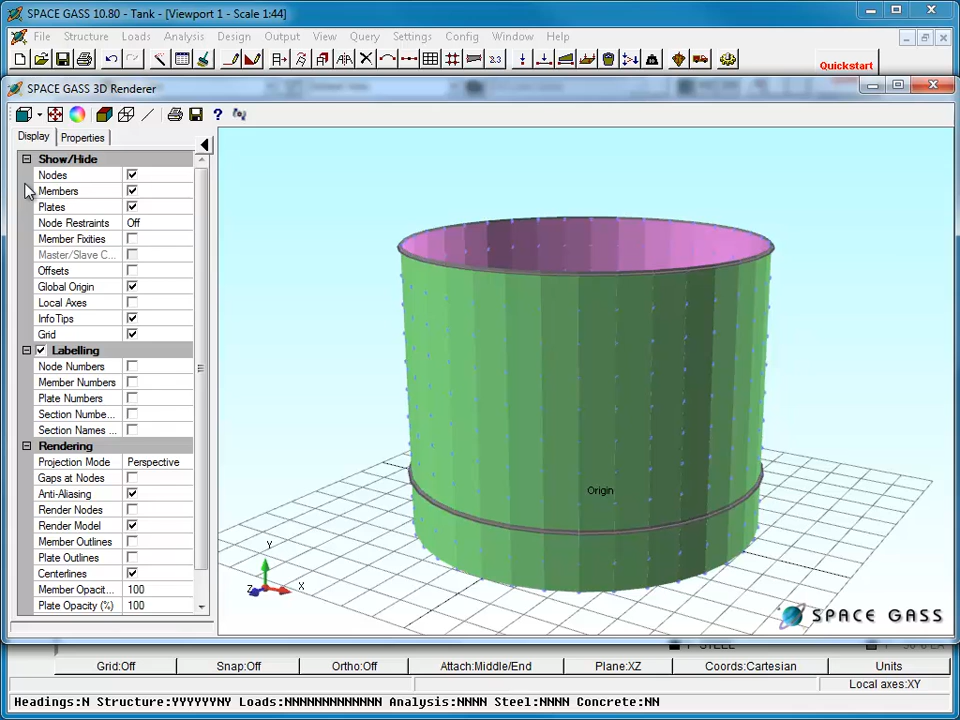 SPACE GASS 10.80 - Tank - [Viewport 1 - Scale 1:44]
File Structure Loads Analysis Design Output View Query Settings Config Window Help
2.3
Quickstart
SPACE GASS 3D Renderer
?
Display Properties
Show/Hide
Nodes
Members
Plates
Node Restraints Off
Member Fixities
Master/Slave C...
Offsets
Global Origin
Local Axes
InfoTips
Grid
Labelling
Node Numbers
Member Numbers
Plate Numbers
Section Numbe...
Section Names ...
Rendering
Projection Mode Perspective
Gaps at Nodes
Anti-Aliasing
Render Nodes
Render Model
Member Outlines
Plate Outlines
Centerlines
Member Opacit... 100
Plate Opacity (%) 100
Origin
Y
Z X
SPACE GASS
Grid:Off Snap:Off Ortho:Off Attach:Middle/End Plane:XZ Coords:Cartesian Units
Local axes:XY
Headings:N Structure:YYYYYYNY Loads:NNNNNNNNNNNNN Analysis:NNNN Steel:NNNN Concrete:NN